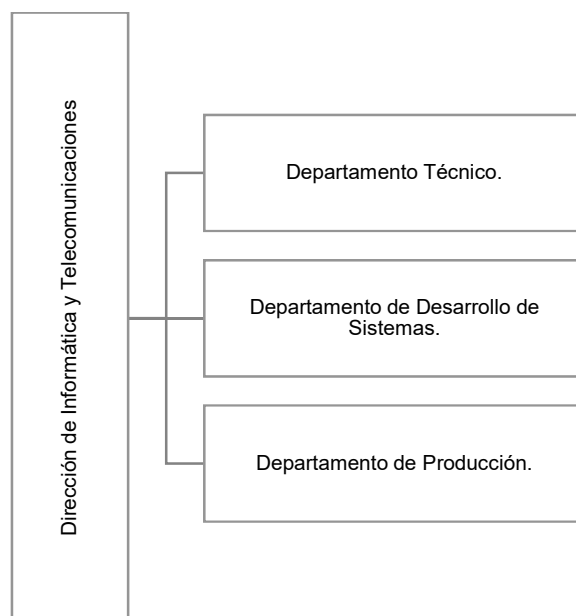 Dirección de Informática y Telecomunicaciones
Departamento Técnico.
Departamento de Desarrollo de
Sistemas.
Departamento de Producción.